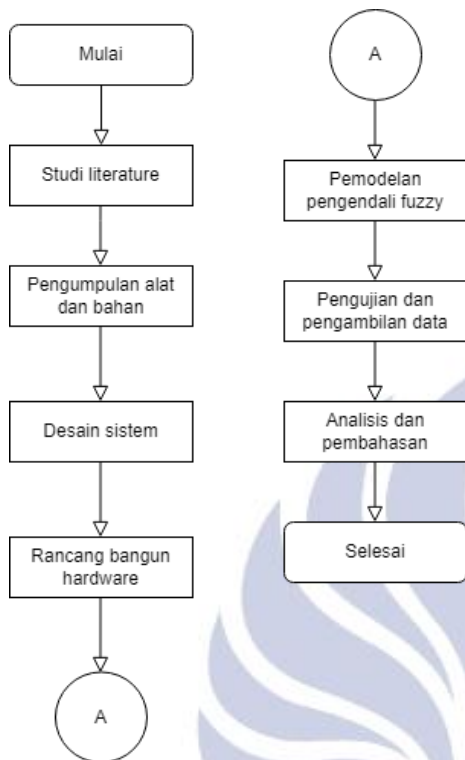 Mulai
Studi literature
Pengumpulan alat
dan bahan
Desain sistem
Rancang bangun
hardware
A
A
Pemodelan
pengendali fuzzy
Pengujian dan
pengambilan data
Analisis dan
pembahasan
Selesai